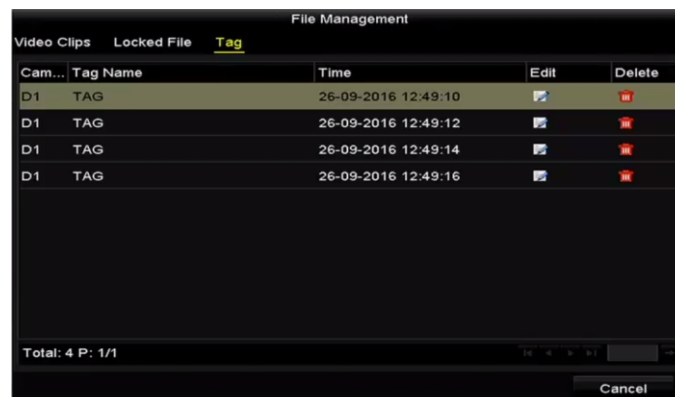 File Management
Video Clips Locked File Tag
Cam... Tag Name Time Edit Delete
D1 TAG 26-09-2016 12:49:10
D1 TAG 26-09-2016 12:49:12
D1 TAG 26-09-2016 12:49:14
D1 TAG 26-09-2016 12:49:16
Total: 4 P: 1/1
Cancel